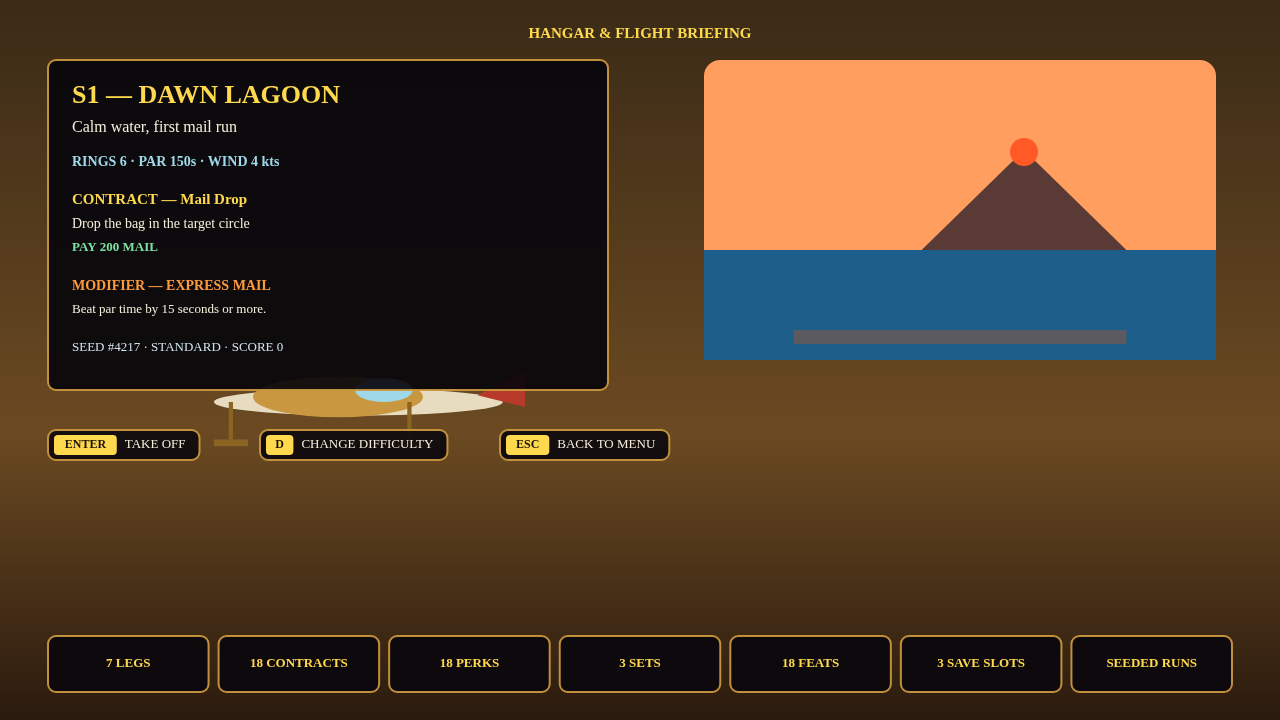 HANGAR & FLIGHT BRIEFING
S1 — DAWN LAGOON
Calm water, first mail run
RINGS 6 · PAR 150s · WIND 4 kts
CONTRACT — Mail Drop
Drop the bag in the target circle
PAY 200 MAIL
MODIFIER — EXPRESS MAIL
Beat par time by 15 seconds or more.
SEED #4217 · STANDARD · SCORE 0
ENTER TAKE OFF
D CHANGE DIFFICULTY
ESC BACK TO MENU
7 LEGS
18 CONTRACTS
18 PERKS
3 SETS
18 FEATS
3 SAVE SLOTS
SEEDED RUNS